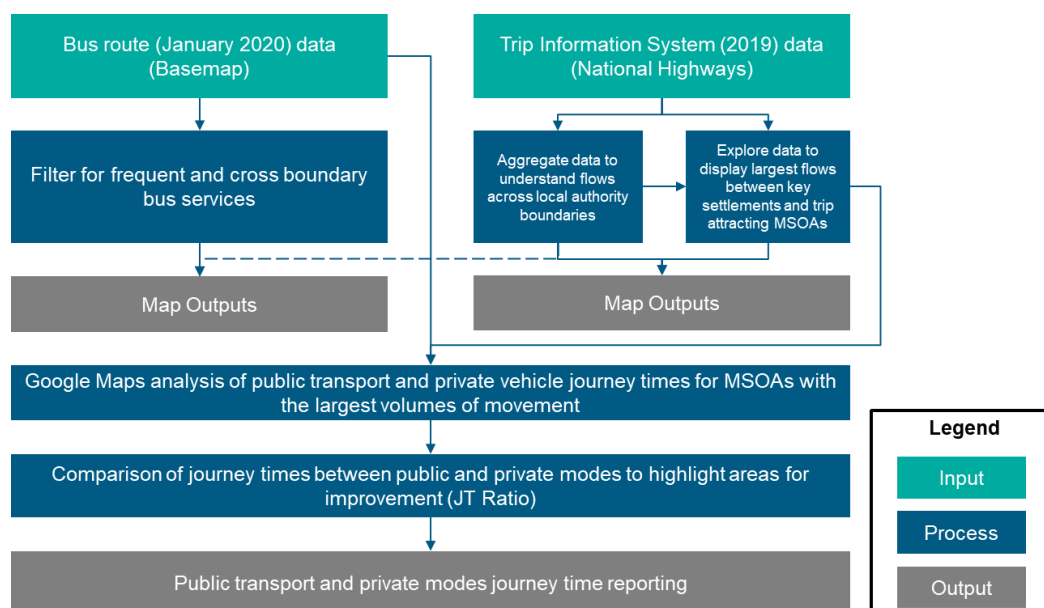 Bus route (January 2020) data
(Basemap)
Trip Information System (2019) data
(National Highways)
Filter for frequent and cross boundary
bus services
Aggregate data to
understand flows
across local authority
boundaries
Explore data to
display largest flows
between key
settlements and trip
attracting MSOAs
Map Outputs
Map Outputs
Google Maps analysis of public transport and private vehicle journey times for MSOAs with
the largest volumes of movement
Comparison of journey times between public and private modes to highlight areas for
improvement (JT Ratio)
Public transport and private modes journey time reporting
Legend
Input
Process
Output